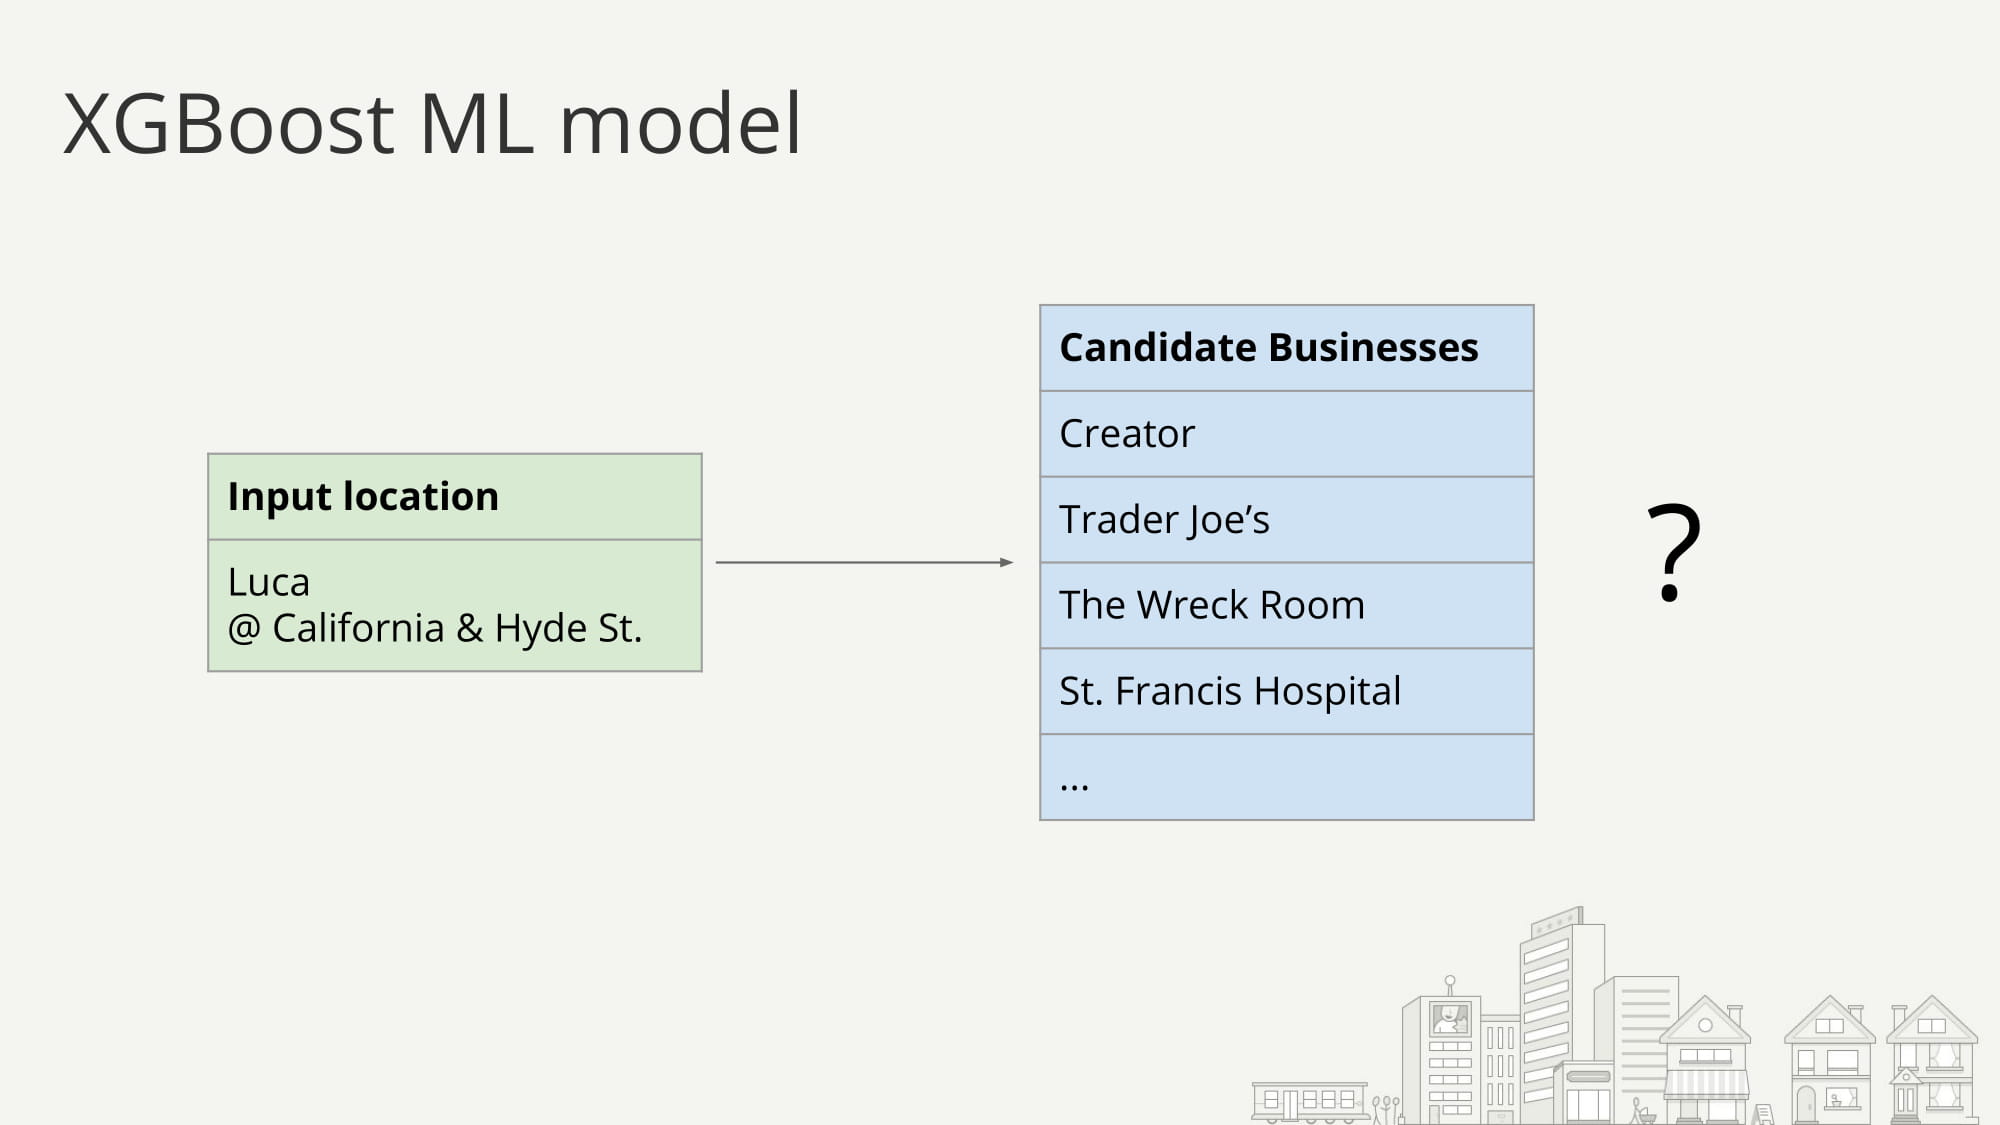 XGBoost ML model
Input location
Luca
@ California & Hyde St.
Candidate Businesses
Creator
Trader Joe’s
The Wreck Room
St. Francis Hospital
...
?